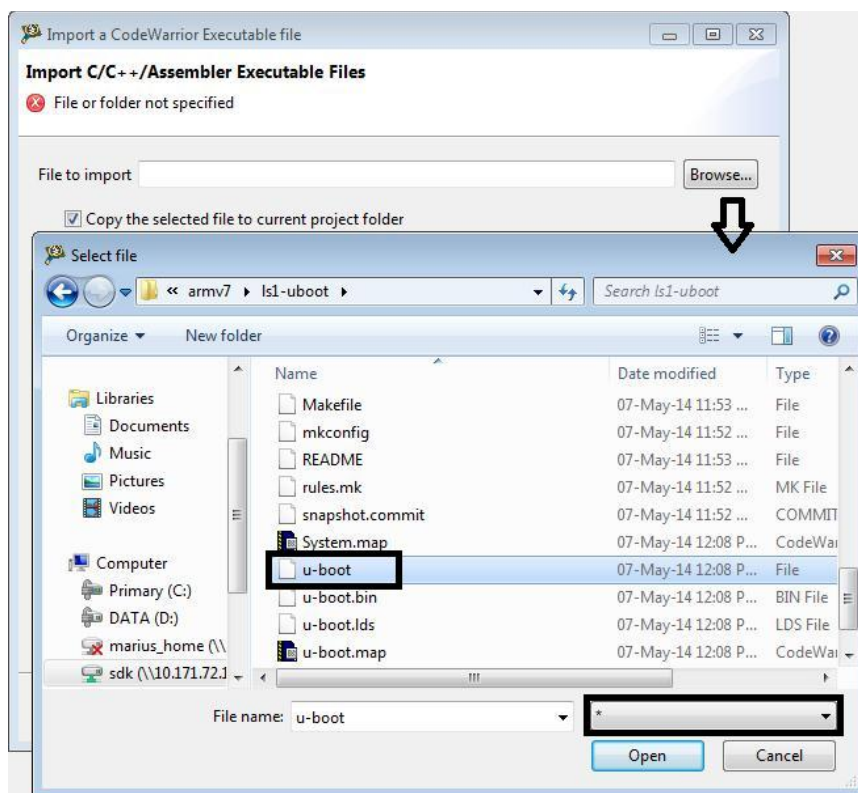 Import a CodeWarrior Executable file
Import C/C++/Assembler Executable Files
File or folder not specified
File to import
Browse...
Copy the selected file to current project folder
Select file
« armv7 ▸ ls1-uboot ▸
Search ls1-uboot
Organize New folder
Name Date modified Type
Libraries
Documents
Music
Pictures
Videos
Computer
Primary (C:)
DATA (D:)
marius_home (\\
sdk (\\10.171.72.1
Makefile 07-May-14 11:53 ... File
mkconfig 07-May-14 11:52 ... File
README 07-May-14 11:53 ... File
rules.mk 07-May-14 11:52 ... MK File
snapshot.commit 07-May-14 11:52 ... COMMIT
System.map 07-May-14 12:08 P... CodeWar
u-boot 07-May-14 12:08 P... File
u-boot.bin 07-May-14 12:08 P... BIN File
u-boot.lds 07-May-14 12:08 P... LDS File
u-boot.map 07-May-14 12:08 P... CodeWar
File name: u-boot *
Open Cancel